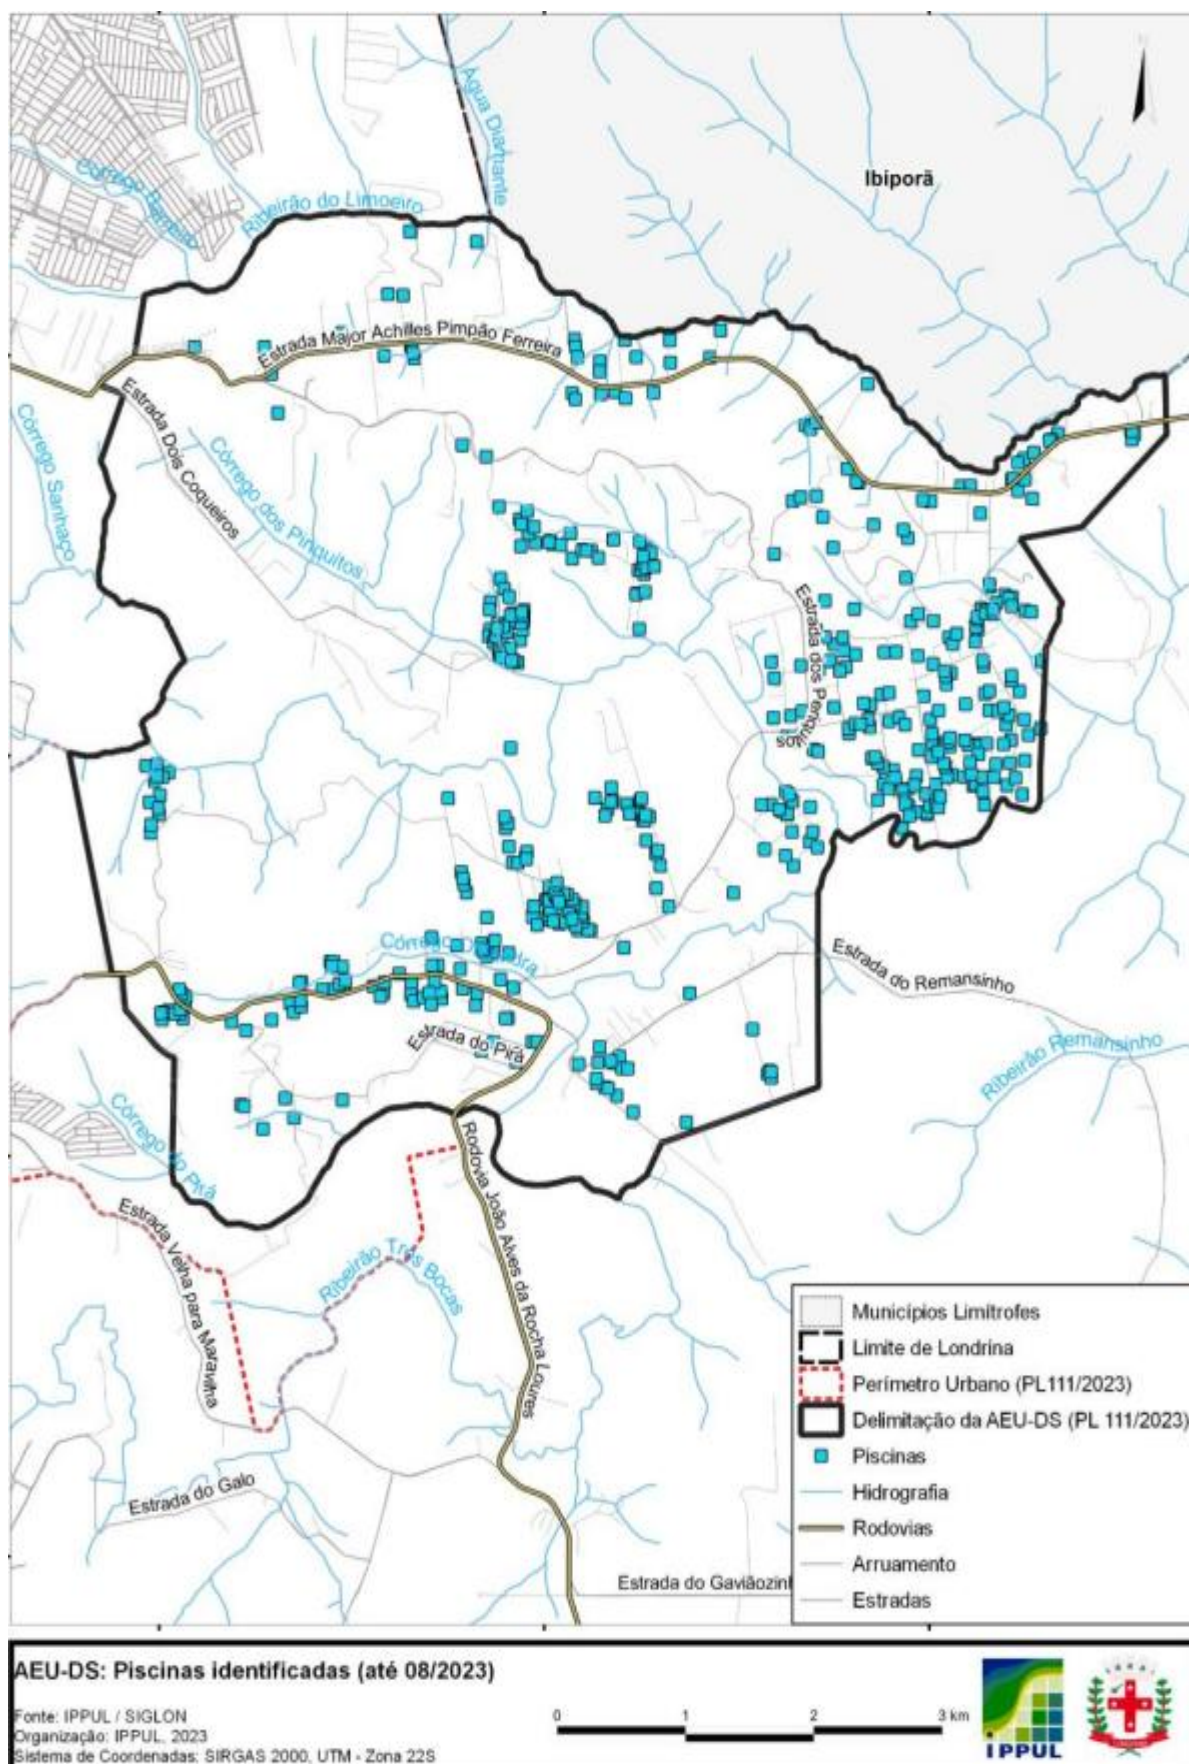 Água Diamante
Ibiporã
Ribeirão do Limoeiro
Estrada Major Achilles Pimpão Ferreira
Estrada Dois Coqueiros
Córrego Sanhaço
Córrego dos Pinquitos
Estrada dos Periquitos
Córrego
Estrada do Remansinho
Estrada do Pirá
Ribeirão Remansinho
Córrego do Pirá
Rodovia João Alves da Rocha Loures
Estrada Velha para Maravilha
Ribeirão Três Bocas
Estrada do Galo
Estrada do Gaviãozinh
Municípios Limítrofes
Limite de Londrina
Perímetro Urbano (PL111/2023)
Delimitação da AEU-DS (PL 111/2023)
Piscinas
Hidrografia
Rodovias
Arruamento
Estradas
AEU-DS: Piscinas identificadas (até 08/2023)
Fonte: IPPUL / SIGLON
Organização: IPPUL, 2023
Sistema de Coordenadas: SIRGAS 2000, UTM - Zona 22S
0 1 2 3 km
IPPUL